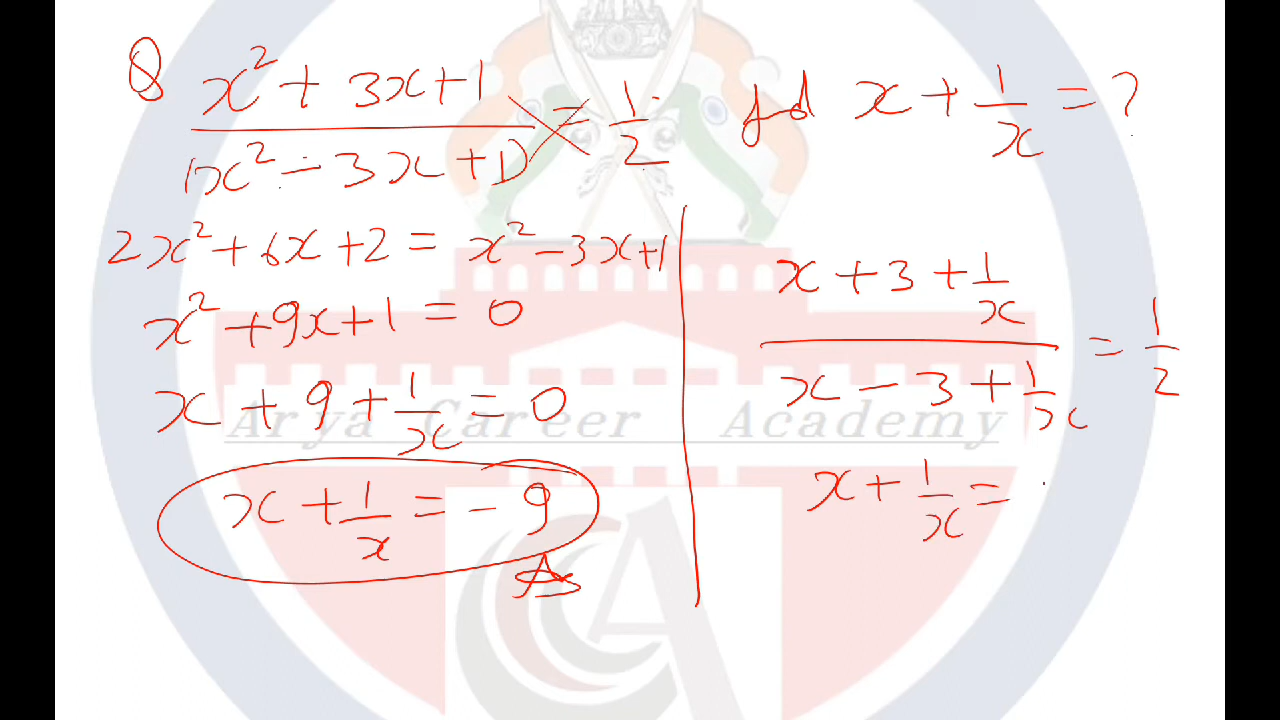 Q x² + 3x + 1 / x² - 3x + 1 = 1/2 find x + 1/x = ?
2x² + 6x + 2 = x² - 3x + 1
x² + 9x + 1 = 0
x + 9 + 1/x = 0
x + 1/x = -9
x + 3 + 1/x / x - 3 + 1/x = 1/2
x + 1/x =
Arya Career Academy